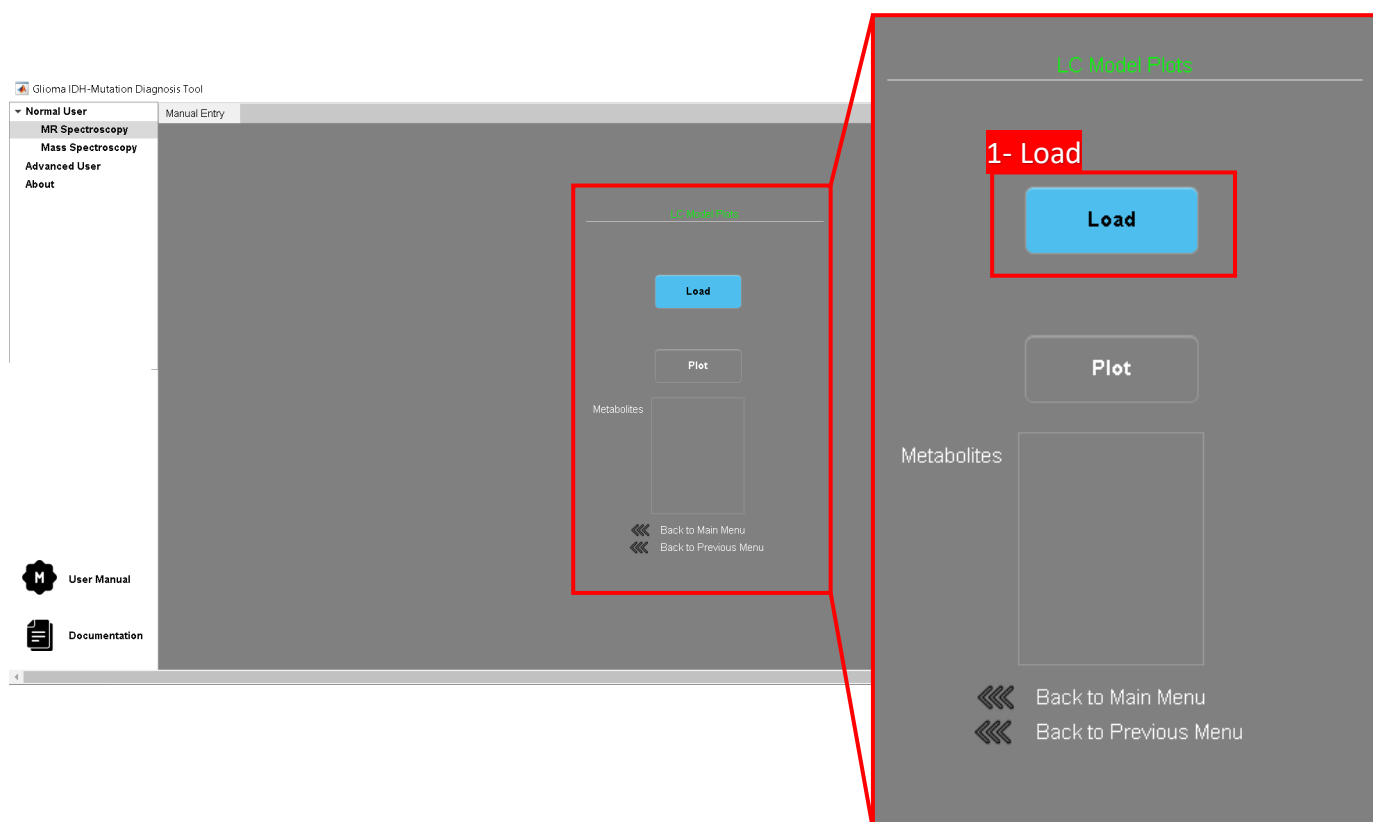 Glioma IDH-Mutation Diagnosis Tool
Normal User
MR Spectroscopy
Mass Spectroscopy
Advanced User
About
User Manual
Documentation
Manual Entry
LC Model Plots
Load
Plot
Metabolites
Back to Main Menu
Back to Previous Menu
LC Model Plots
1- Load
Load
Plot
Metabolites
Back to Main Menu
Back to Previous Menu
M